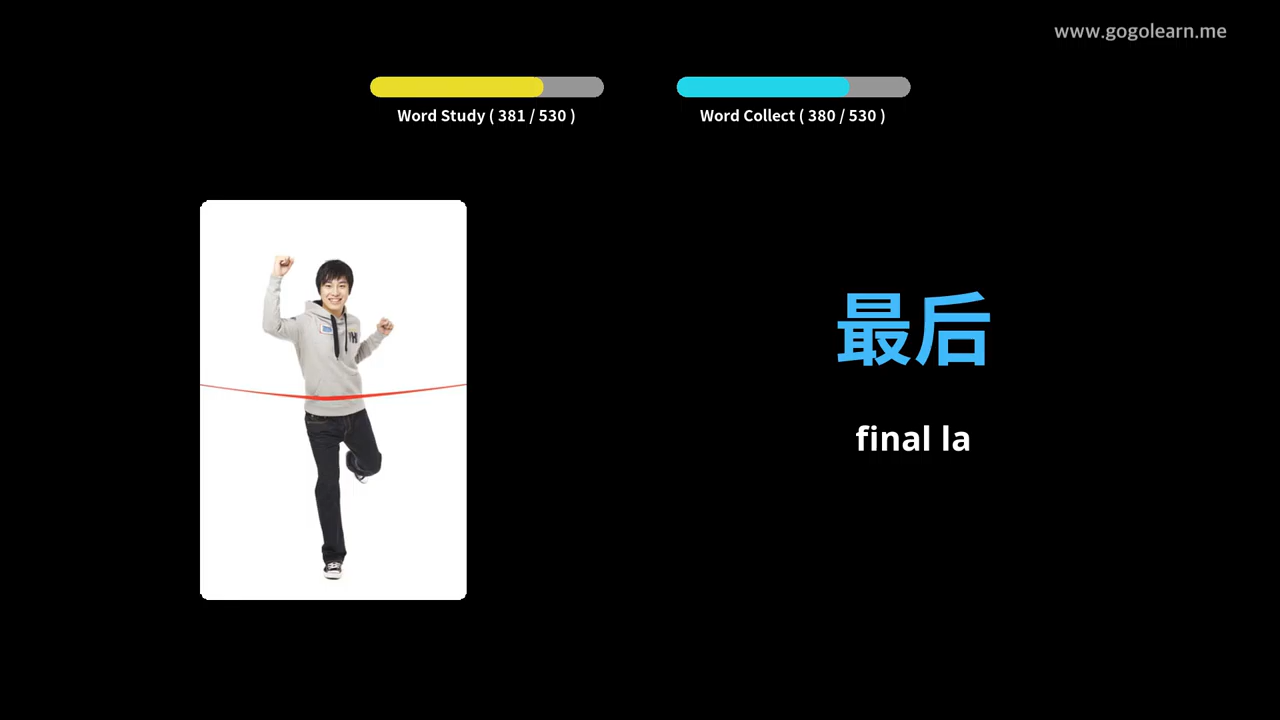 www.gogolearn.me
Word Study ( 381 / 530 )
Word Collect ( 380 / 530 )
最后
final la